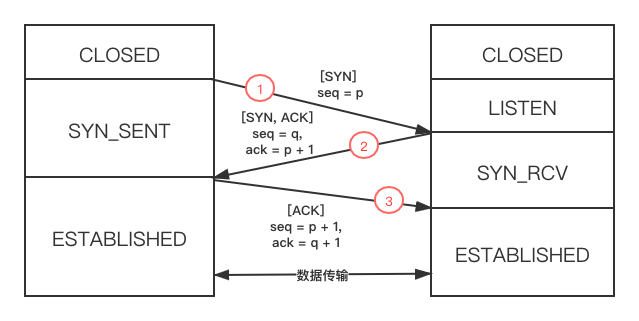 CLOSED
CLOSED
1
[SYN]
seq = p
LISTEN
SYN_SENT
[SYN, ACK]
seq = q,
ack = p + 1
2
SYN_RCV
3
[ACK]
seq = p + 1,
ack = q + 1
ESTABLISHED
ESTABLISHED
数据传输